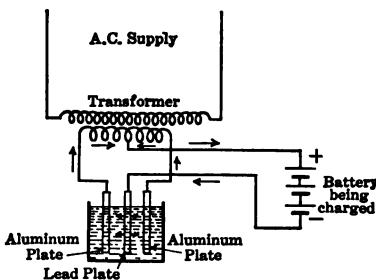 A.C. Supply
Transformer
+
Battery
being
charged
−
Aluminum
Plate
Aluminum
Plate
Lead Plate